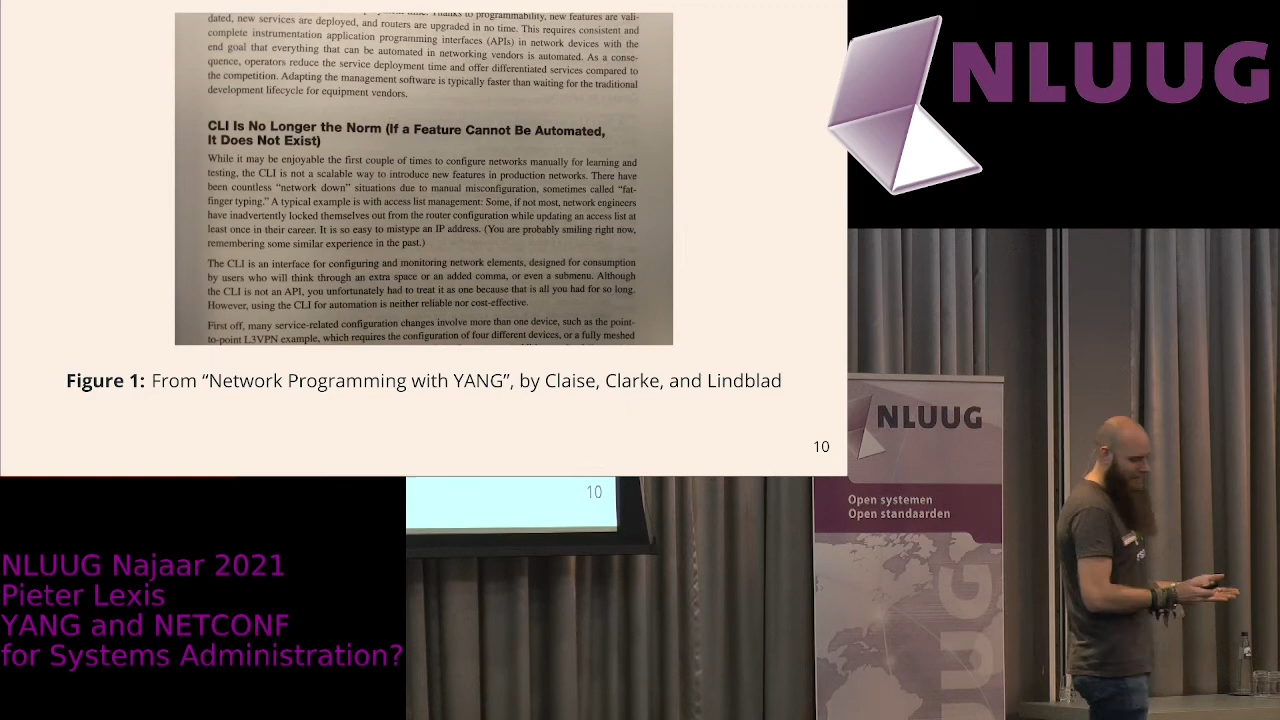 dated, new services are deployed, and routers are upgraded in no time. This requires consistent and
complete instrumentation application programming interfaces (APIs) in network devices with the
end goal that everything that can be automated in networking vendors is automated. As a conse-
quence, operators reduce the service deployment time and offer differentiated services compared to
the competition. Adapting the management software is typically faster than waiting for the traditional
development lifecycle for equipment vendors.
CLI Is No Longer the Norm (If a Feature Cannot Be Automated,
It Does Not Exist)
While it may be enjoyable the first couple of times to configure networks manually for learning and
testing, the CLI is not a scalable way to introduce new features in production networks. There have
been countless “network down” situations due to manual misconfiguration, sometimes called “fat-
finger typing.” A typical example is with access list management: Some, if not most, network engineers
have inadvertently locked themselves out from the router configuration while updating an access list at
least once in their career. It is so easy to mistype an IP address. (You are probably smiling right now,
remembering some similar experience in the past.)
The CLI is an interface for configuring and monitoring network elements, designed for consumption
by users who will think through an extra space or an added comma, or even a submenu. Although
the CLI is not an API, you unfortunately had to treat it as one because that is all you had for so long.
However, using the CLI for automation is neither reliable nor cost-effective.
First off, many service-related configuration changes involve more than one device, such as the point-
to-point L3VPN example, which requires the configuration of four different devices, or a fully meshed
Figure 1: From “Network Programming with YANG”, by Claise, Clarke, and Lindblad
10
NLUUG
NLUUG
Open systemen
Open standaarden
UUG
10
NLUUG Najaar 2021
Pieter Lexis
YANG and NETCONF
for Systems Administration?